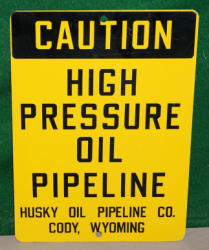 CAUTION
HIGH
PRESSURE
OIL
PIPELINE
HUSKY OIL PIPELINE CO.
CODY, WYOMING